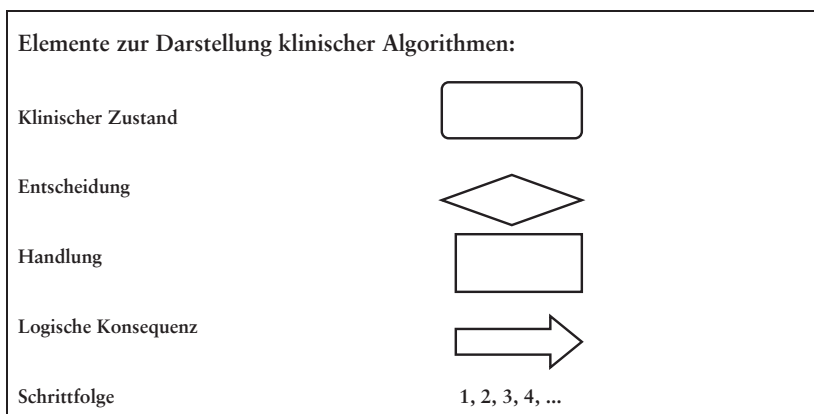 Elemente zur Darstellung klinischer Algorithmen:
Klinischer Zustand
Entscheidung
Handlung
Logische Konsequenz
Schrittfolge 1, 2, 3, 4, ...